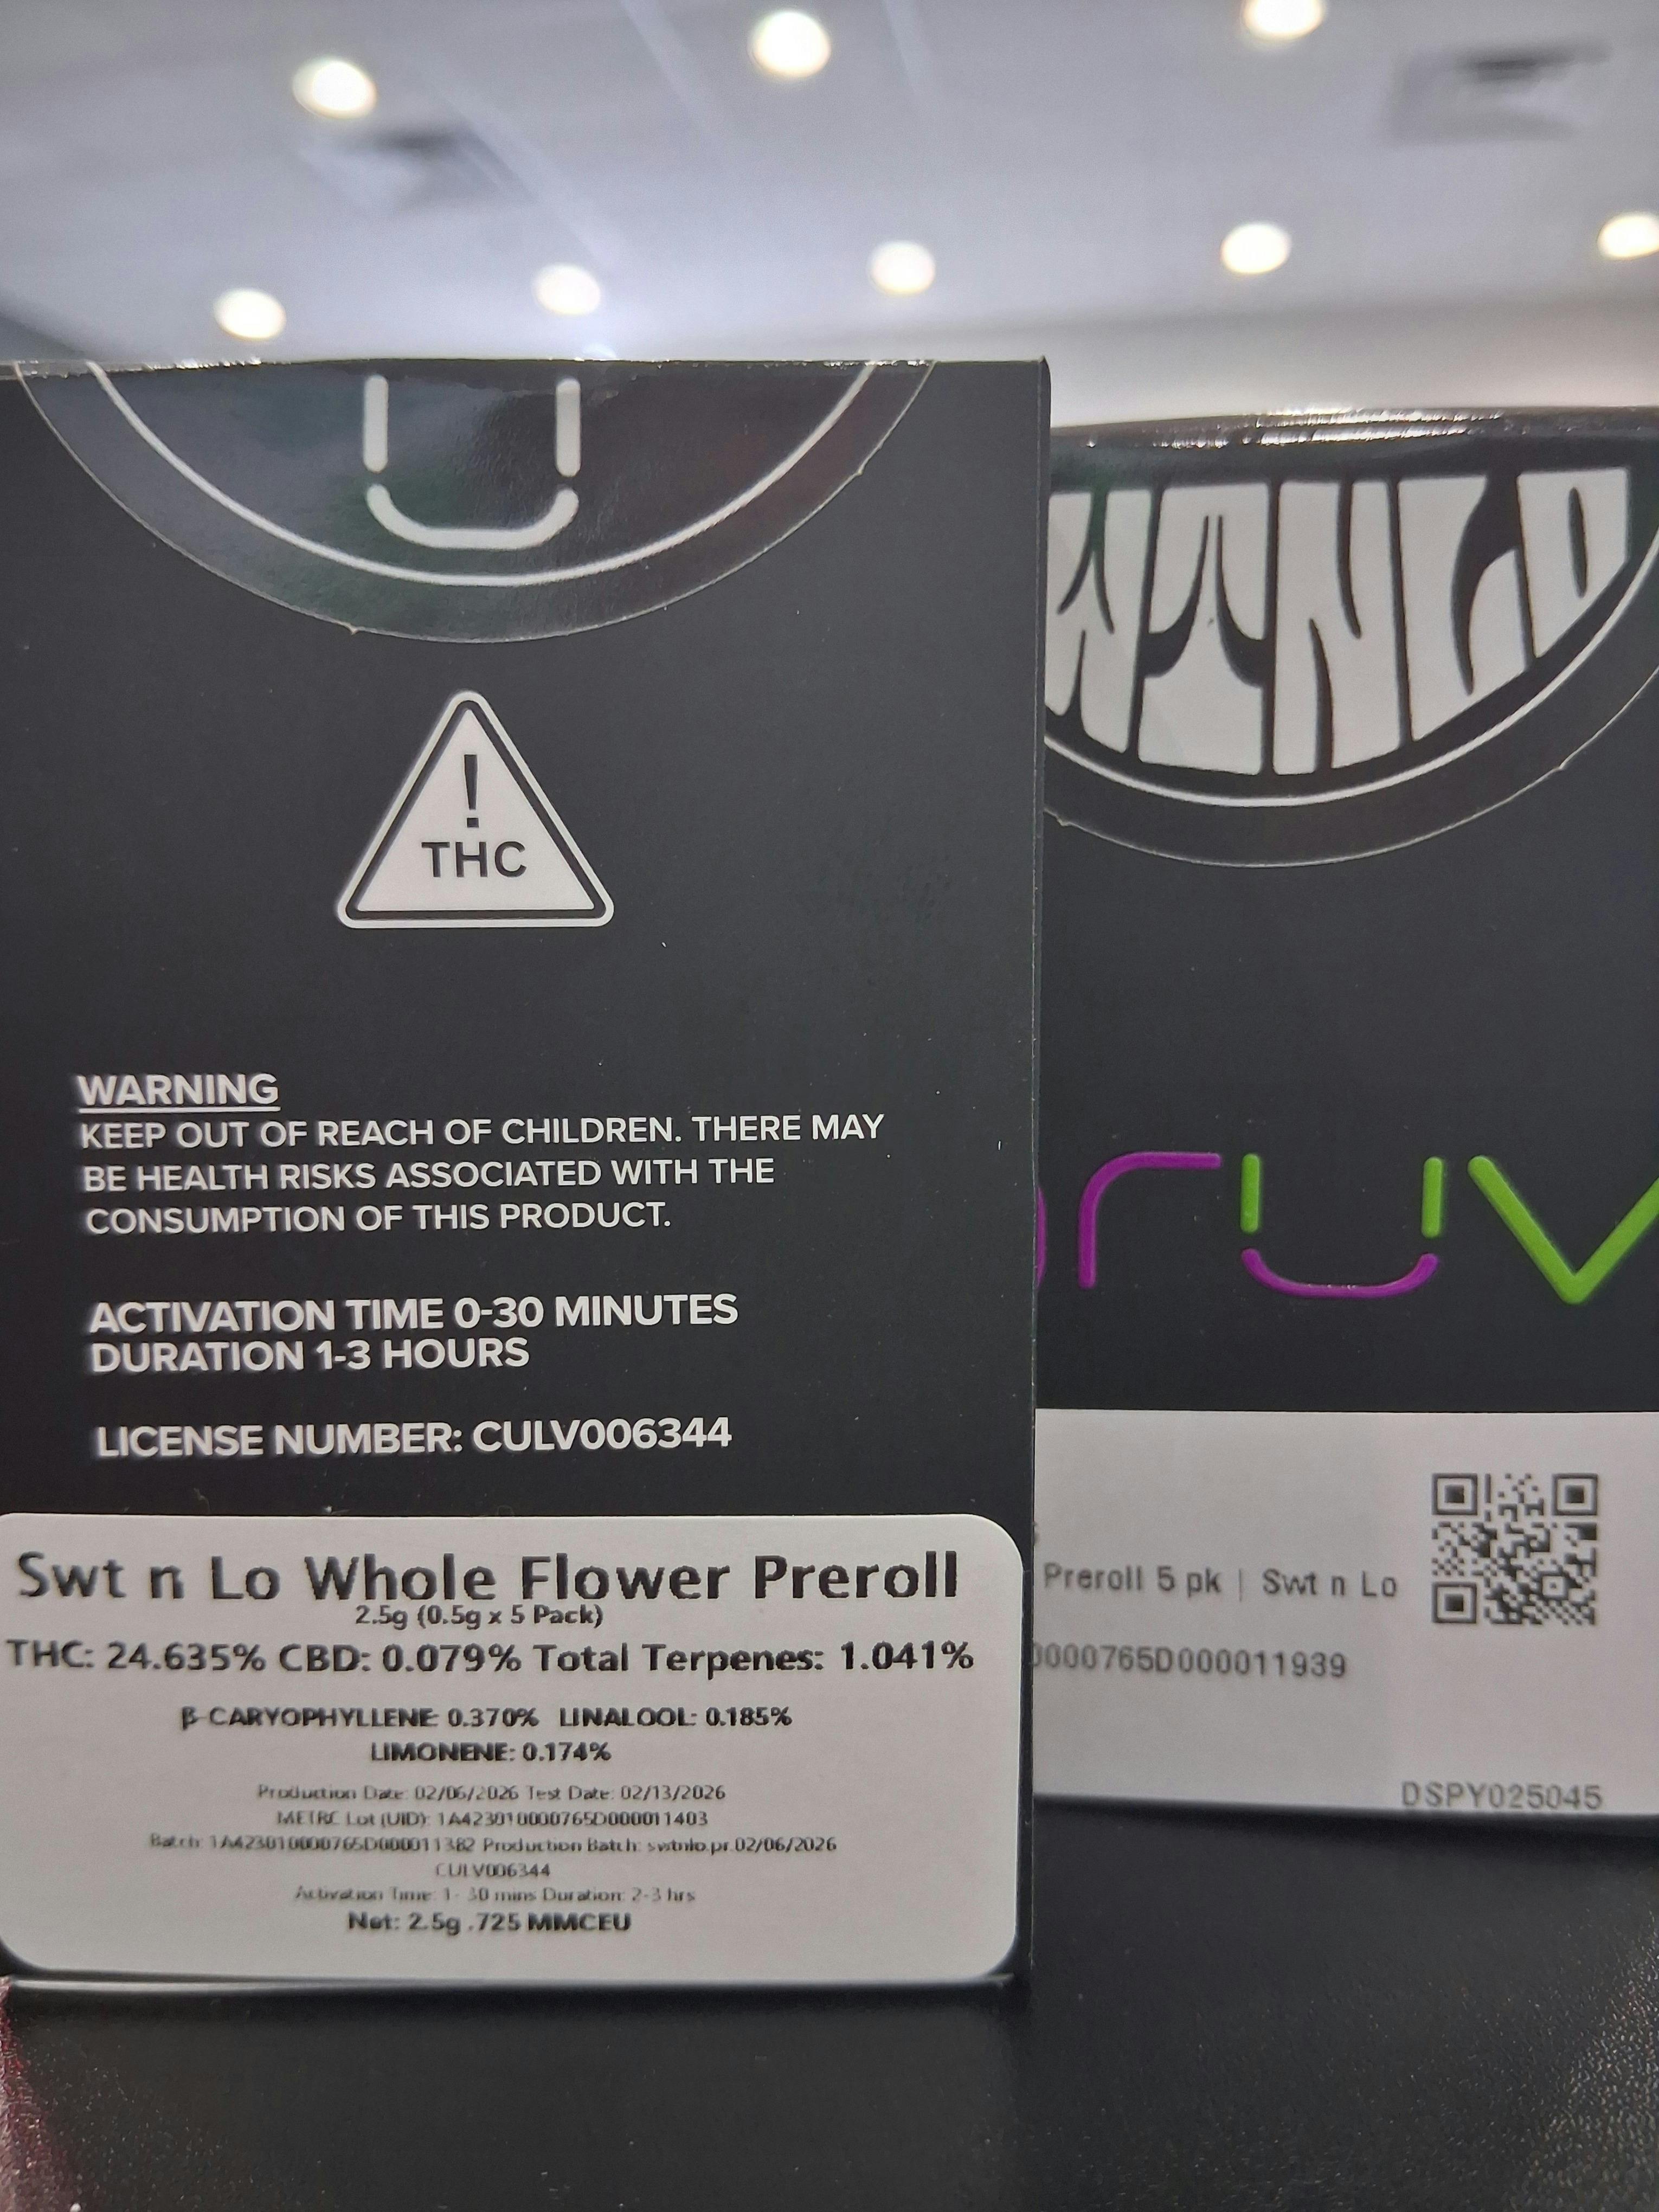 ! THC
WARNING
KEEP OUT OF REACH OF CHILDREN. THERE MAY
BE HEALTH RISKS ASSOCIATED WITH THE
CONSUMPTION OF THIS PRODUCT.
ACTIVATION TIME 0-30 MINUTES
DURATION 1-3 HOURS
LICENSE NUMBER: CULV006344
Swt n Lo Whole Flower Preroll
2.5g (0.5g x 5 Pack)
THC: 24.635% CBD: 0.079% Total Terpenes: 1.041%
β-CARYOPHYLLENE: 0.370% LINALOOL: 0.185%
LIMONENE: 0.174%
Production Date: 02/06/2026 Test Date: 02/13/2026
METRC Lot (UID): 1A423010000765D000011403
Batch: 1A423010000765D000011382 Production Batch: swtnlo.pr.02/06/2026
CULV006344
Activation Time: 1- 30 mins Duration: 2-3 hrs
Net: 2.5g .725 MMCEU
WTNLO
ruv
Preroll 5 pk | Swt n Lo
0000765D000011939
DSPY025045